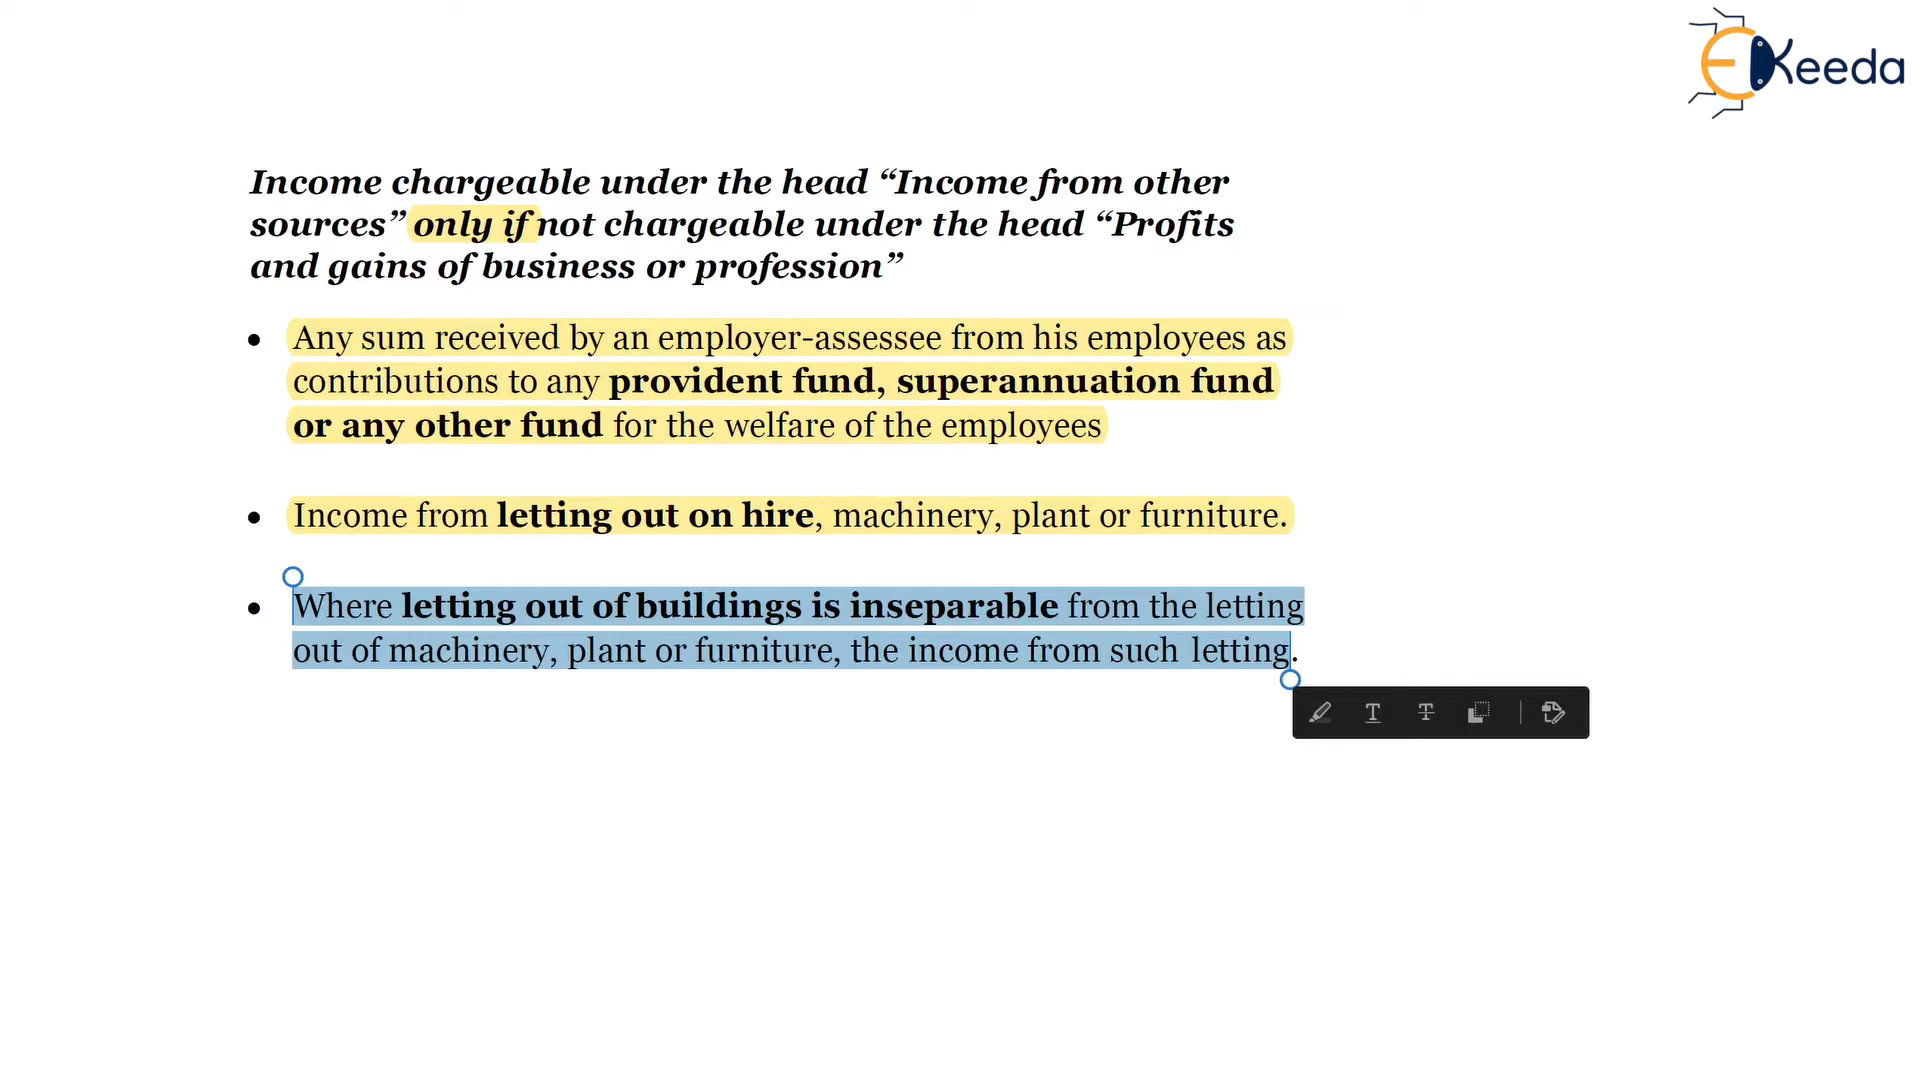 EKeeda
Income chargeable under the head “Income from other
sources” only if not chargeable under the head “Profits
and gains of business or profession”
• Any sum received by an employer-assessee from his employees as
contributions to any provident fund, superannuation fund
or any other fund for the welfare of the employees
• Income from letting out on hire, machinery, plant or furniture.
• Where letting out of buildings is inseparable from the letting
out of machinery, plant or furniture, the income from such letting.